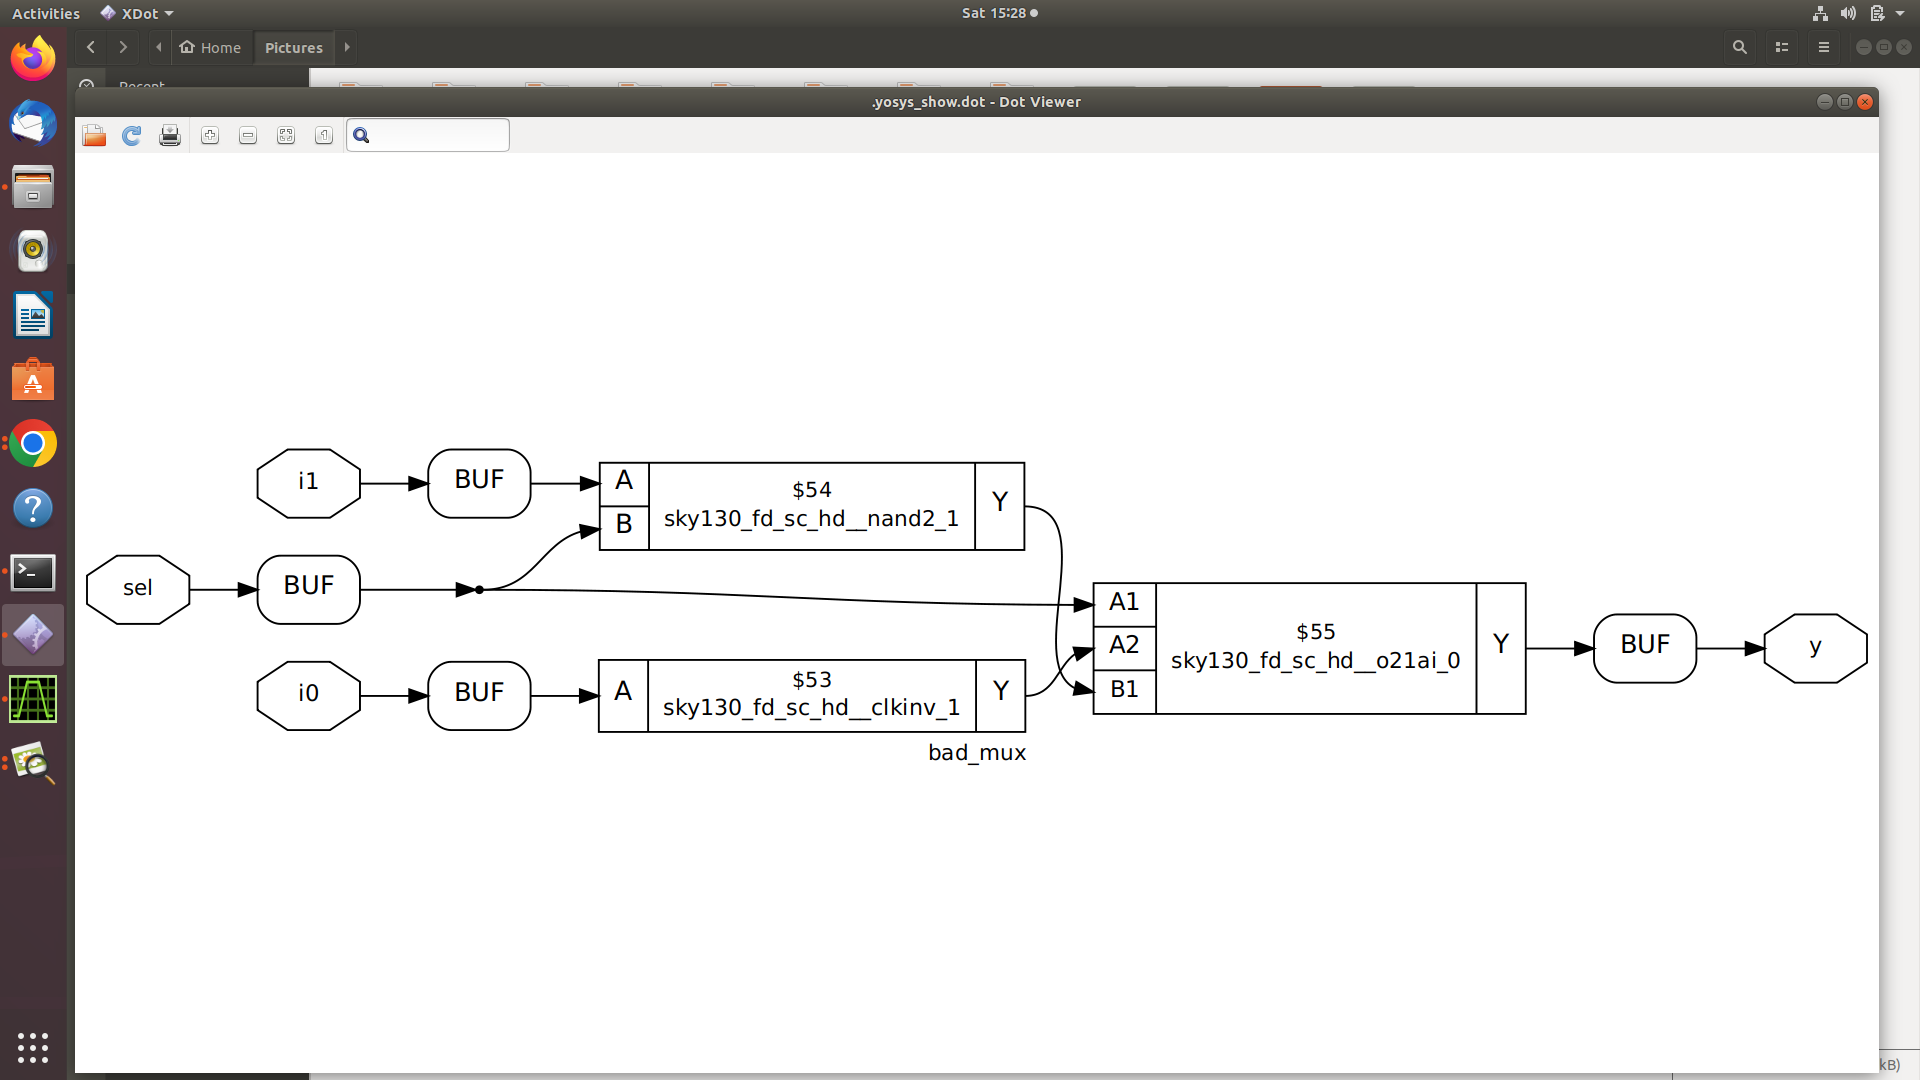 Activities XDot Sat 15:28
Home Pictures
Recent
.yosys_show.dot - Dot Viewer
i1 BUF A B $54 sky130_fd_sc_hd__nand2_1 Y
sel BUF
A1 A2 B1 $55 sky130_fd_sc_hd__o21ai_0 Y BUF y
i0 BUF A $53 sky130_fd_sc_hd__clkinv_1 Y
bad_mux
kB)